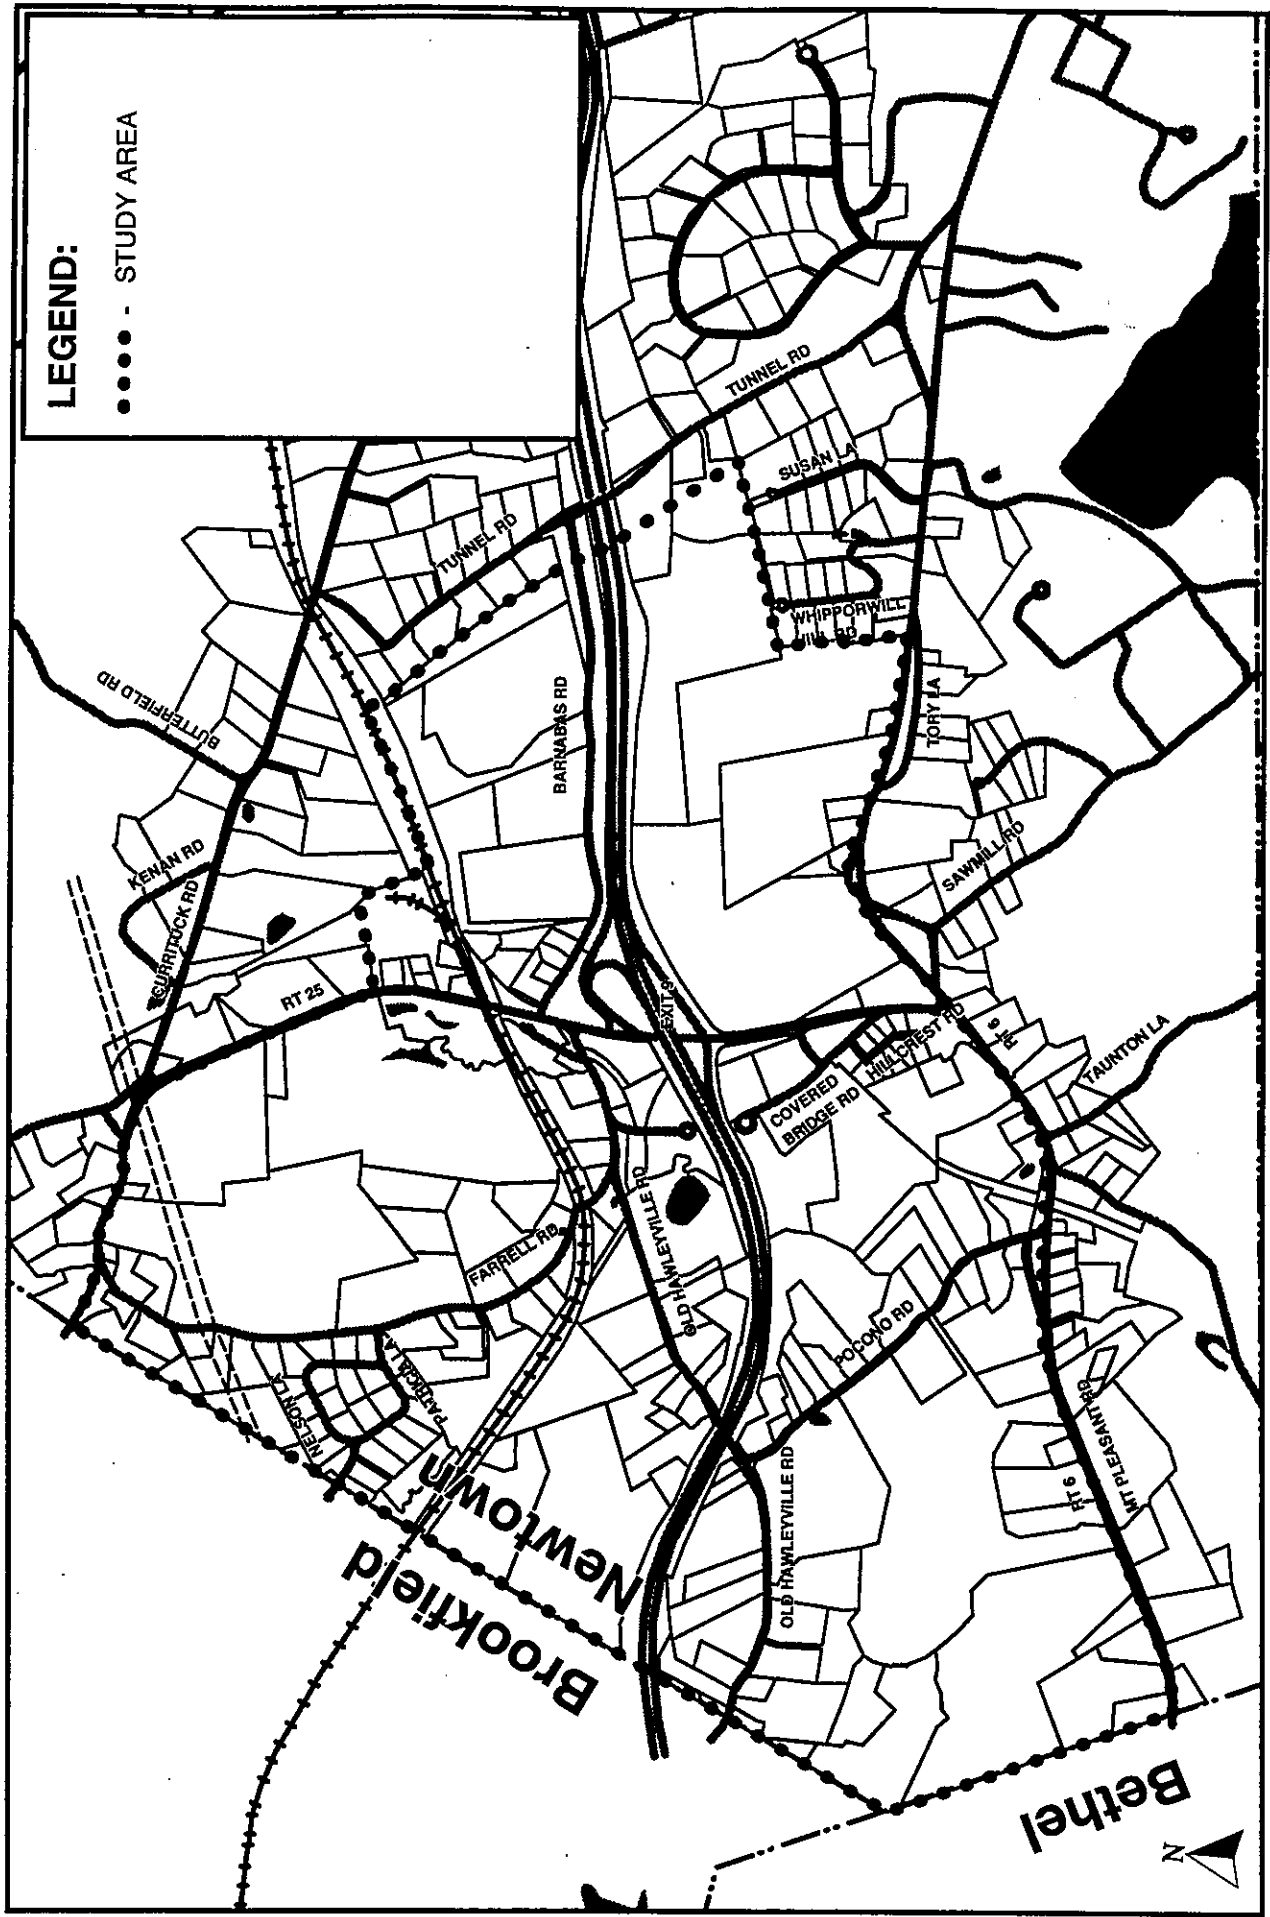 LEGEND:
•••• - STUDY AREA
BUTTERFIELD RD
KENAN RD
CURRITUCK RD
RT 25
TUNNEL RD
TUNNEL RD
BARNABAS RD
SUSAN LA
WHIPPORWILL
HILL RD
TORY LA
SAWMILL RD
EXIT 9
HILLCREST RD
RT 6
COVERED
BRIDGE RD
TAUNTON LA
FARRELL RD
OLD HAWLEYVILLE RD
POCONO RD
NELSON LA
PATRICIA LA
OLD HAWLEYVILLE RD
RT 6
MT PLEASANT RD
Newtown
Brookfield
Bethel
N